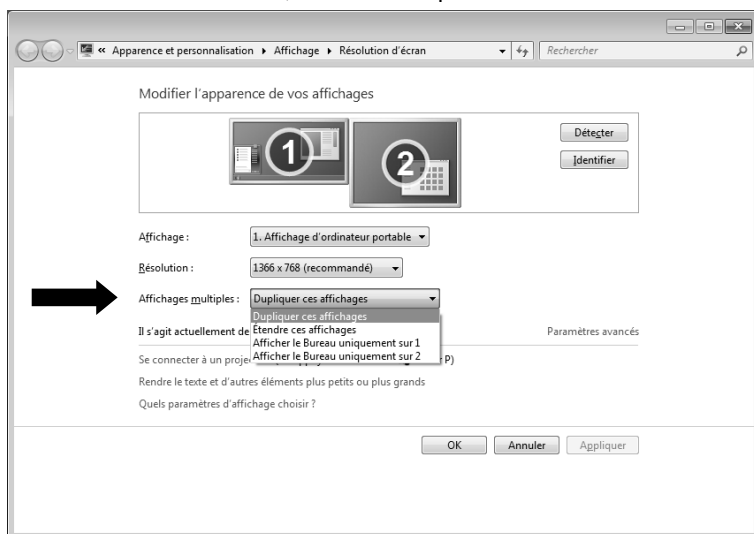 « Apparence et personnalisation ▸ Affichage ▸ Résolution d'écran
Rechercher
Modifier l'apparence de vos affichages
1
2
Détecter
Identifier
Affichage :
1. Affichage d'ordinateur portable
Résolution :
1366 x 768 (recommandé)
Affichages multiples :
Dupliquer ces affichages
Dupliquer ces affichages
Étendre ces affichages
Afficher le Bureau uniquement sur 1
Afficher le Bureau uniquement sur 2
Il s'agit actuellement de
Paramètres avancés
Se connecter à un P)
Rendre le texte et d'autres éléments plus petits ou plus grands
Quels paramètres d'affichage choisir ?
OK
Annuler
Appliquer